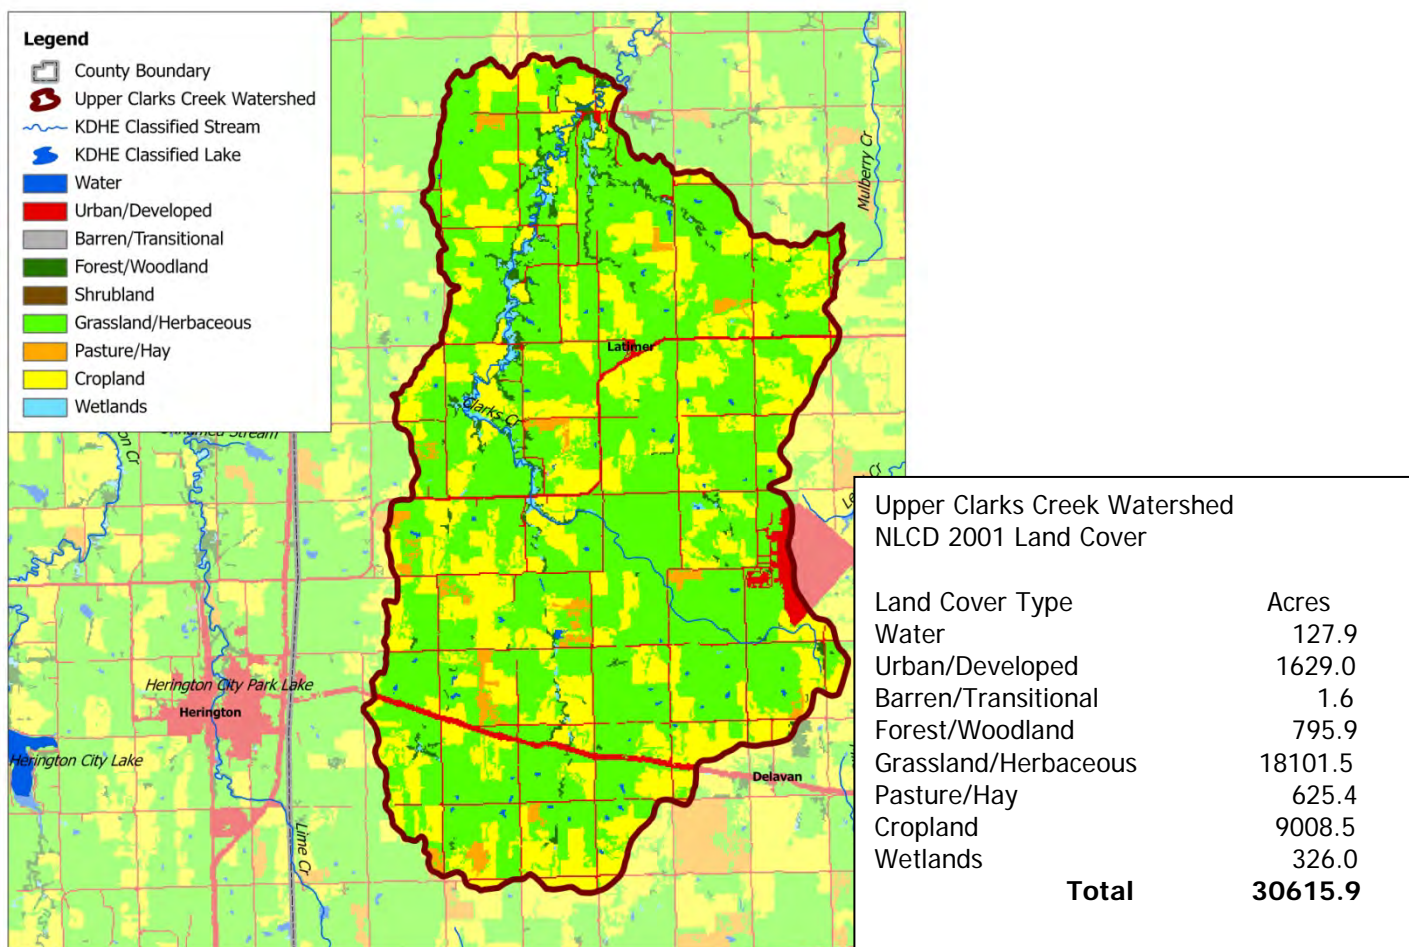 Legend
County Boundary
Upper Clarks Creek Watershed
KDHE Classified Stream
KDHE Classified Lake
Water
Urban/Developed
Barren/Transitional
Forest/Woodland
Shrubland
Grassland/Herbaceous
Pasture/Hay
Cropland
Wetlands
Mulberry Cr
Latimer
Clarks Cr
on Cr
Stream
Herington City Park Lake
Herington
Herington City Lake
Lime Cr
Delavan
Cr
Upper Clarks Creek Watershed
NLCD 2001 Land Cover
Land Cover Type Acres
Water 127.9
Urban/Developed 1629.0
Barren/Transitional 1.6
Forest/Woodland 795.9
Grassland/Herbaceous 18101.5
Pasture/Hay 625.4
Cropland 9008.5
Wetlands 326.0
Total 30615.9